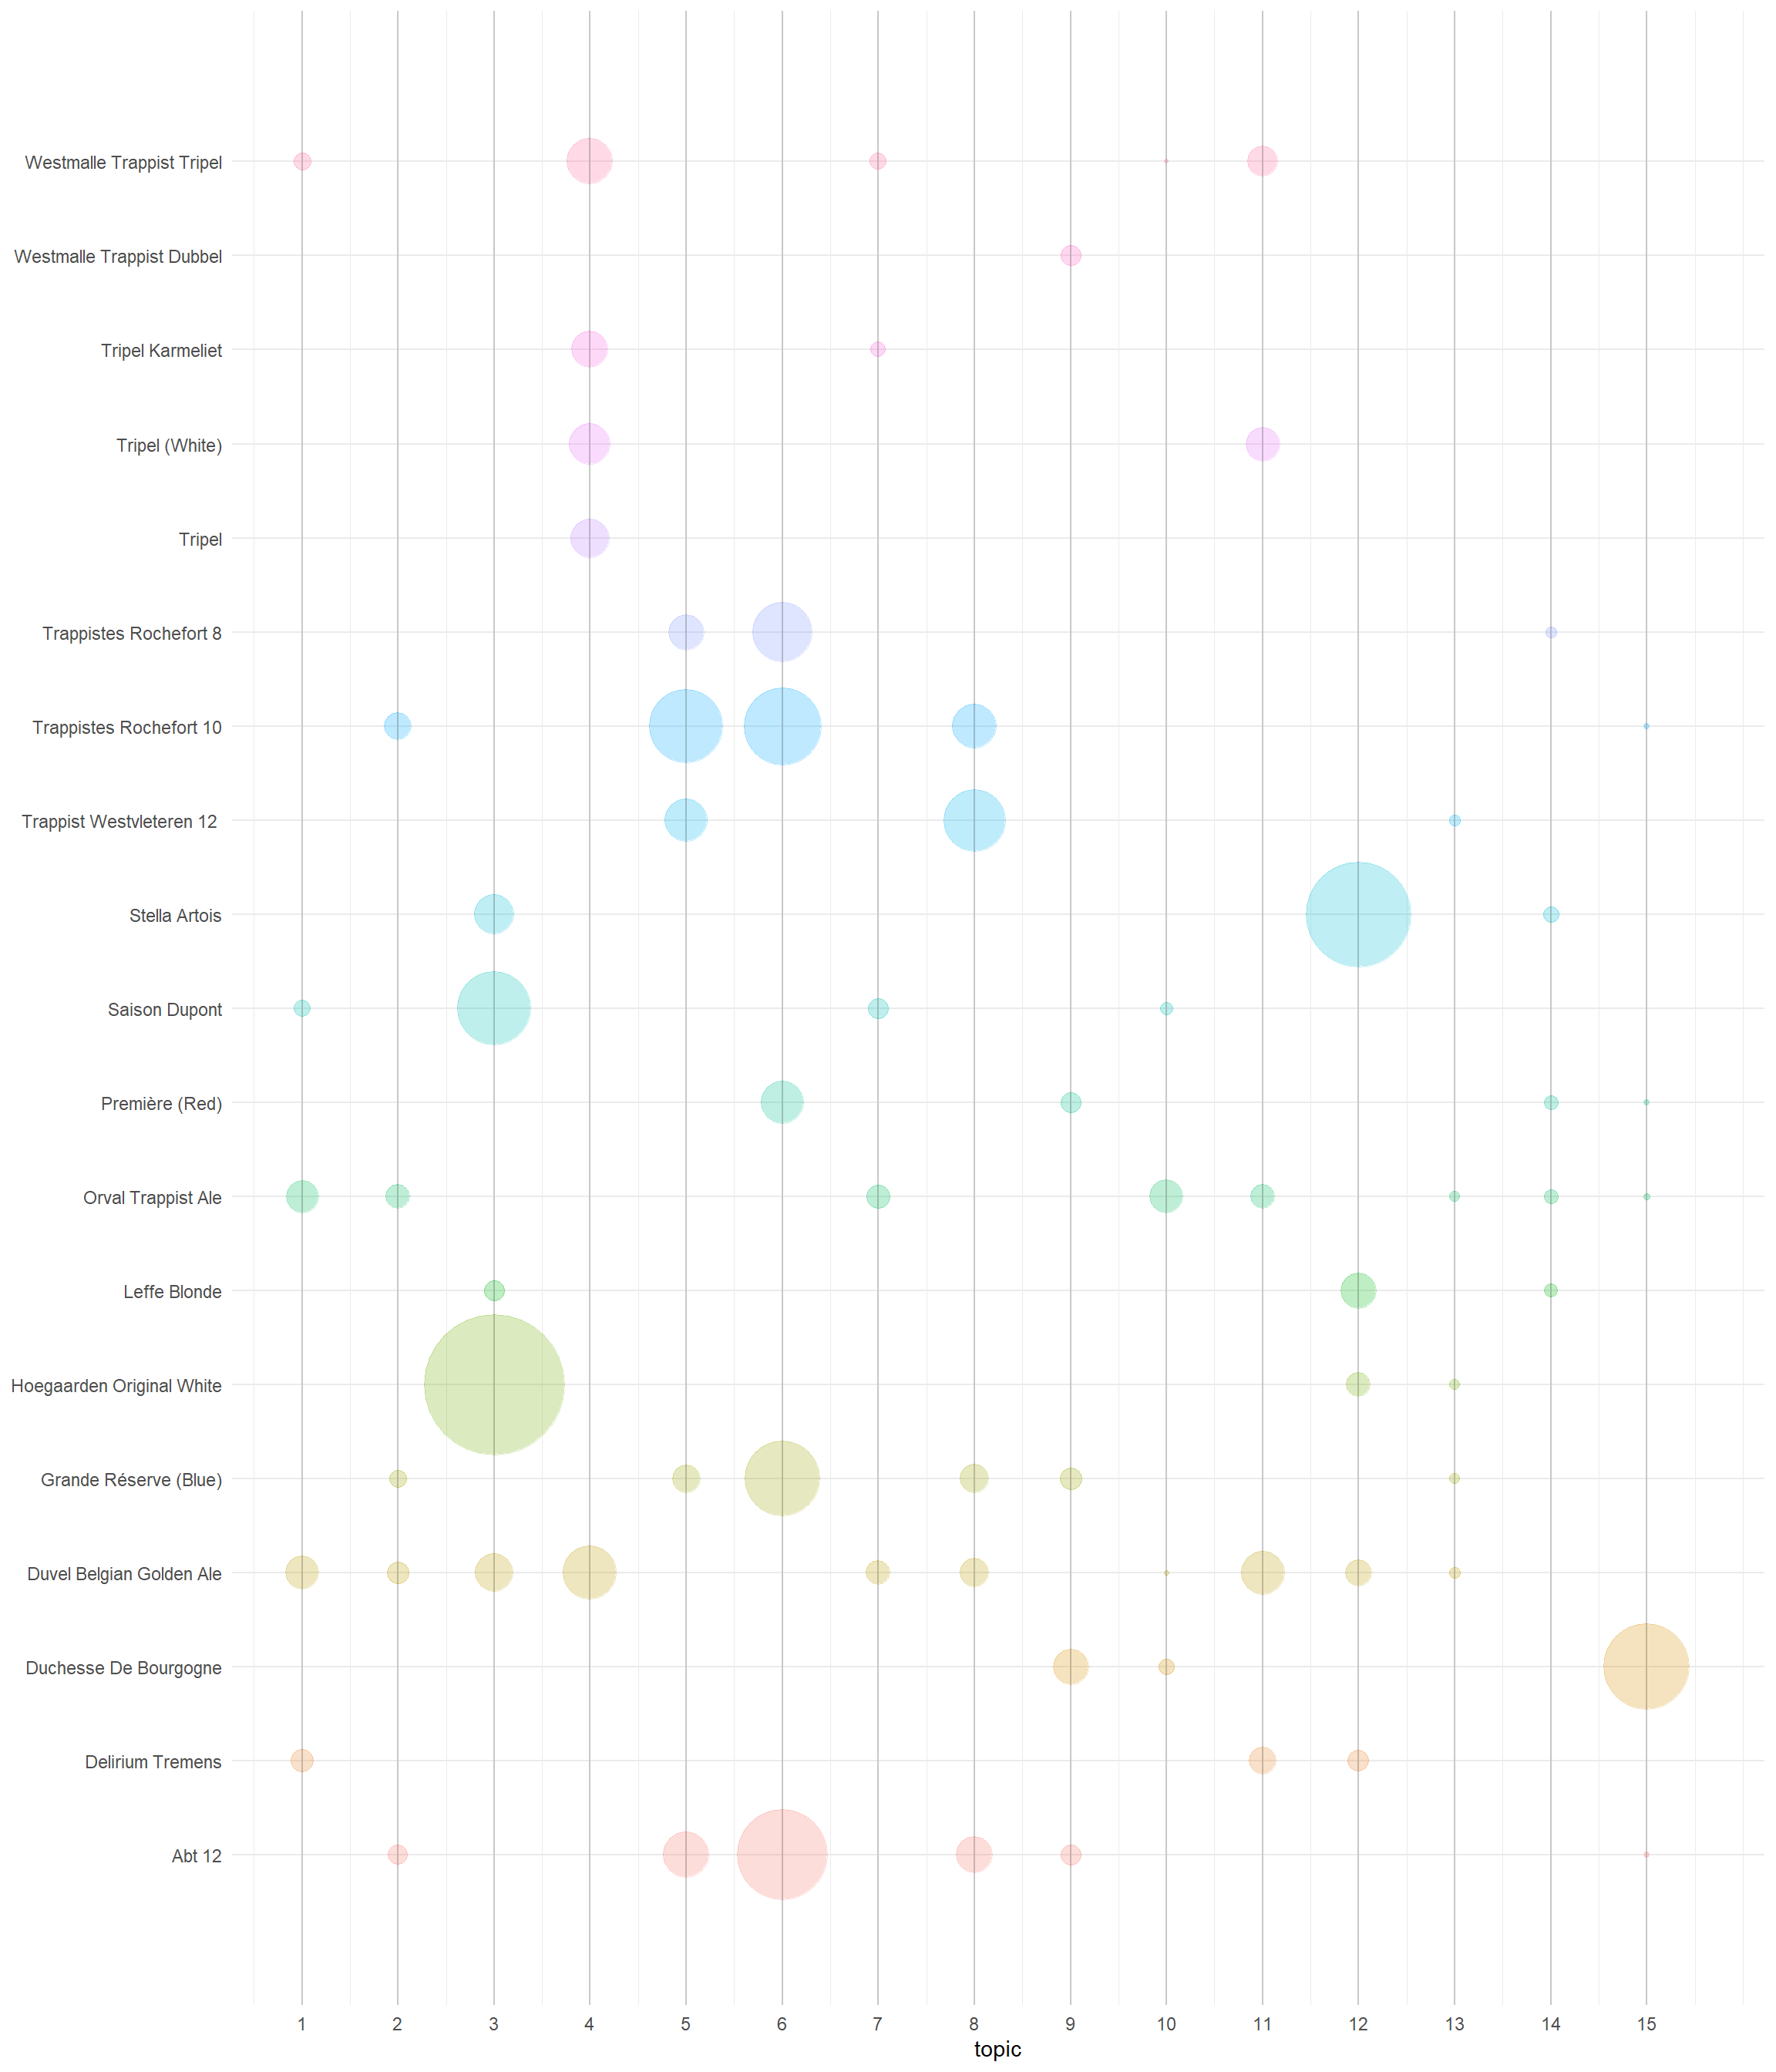 Westmalle Trappist Tripel
Westmalle Trappist Dubbel
Tripel Karmeliet
Tripel (White)
Tripel
Trappistes Rochefort 8
Trappistes Rochefort 10
Trappist Westvleteren 12
Stella Artois
Saison Dupont
Première (Red)
Orval Trappist Ale
Leffe Blonde
Hoegaarden Original White
Grande Réserve (Blue)
Duvel Belgian Golden Ale
Duchesse De Bourgogne
Delirium Tremens
Abt 12
1 2 3 4 5 6 7 8 9 10 11 12 13 14 15
topic